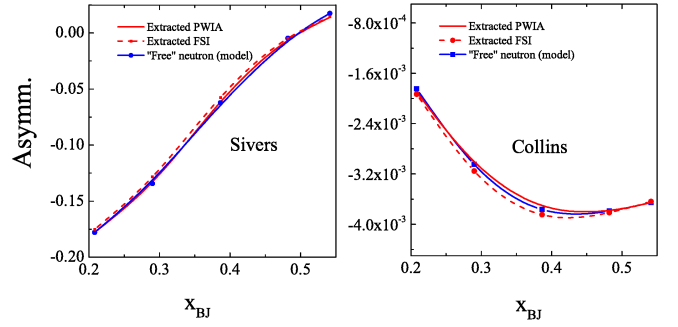 Extracted PWIA
Extracted FSI
"Free" neutron (model)
0.00
-0.05
-0.10
-0.15
-0.20
Asymm.
Sivers
0.2
0.3
0.4
0.5
x_BJ
Extracted PWIA
Extracted FSI
"Free" neutron (model)
-8.0x10⁻⁴
-1.6x10⁻³
-2.4x10⁻³
-3.2x10⁻³
-4.0x10⁻³
Collins
0.2
0.3
0.4
0.5
x_BJ